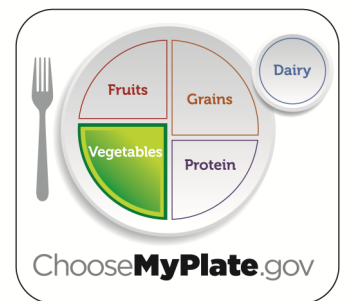 Dairy
Fruits
Grains
Vegetables
Protein
ChooseMyPlate.gov